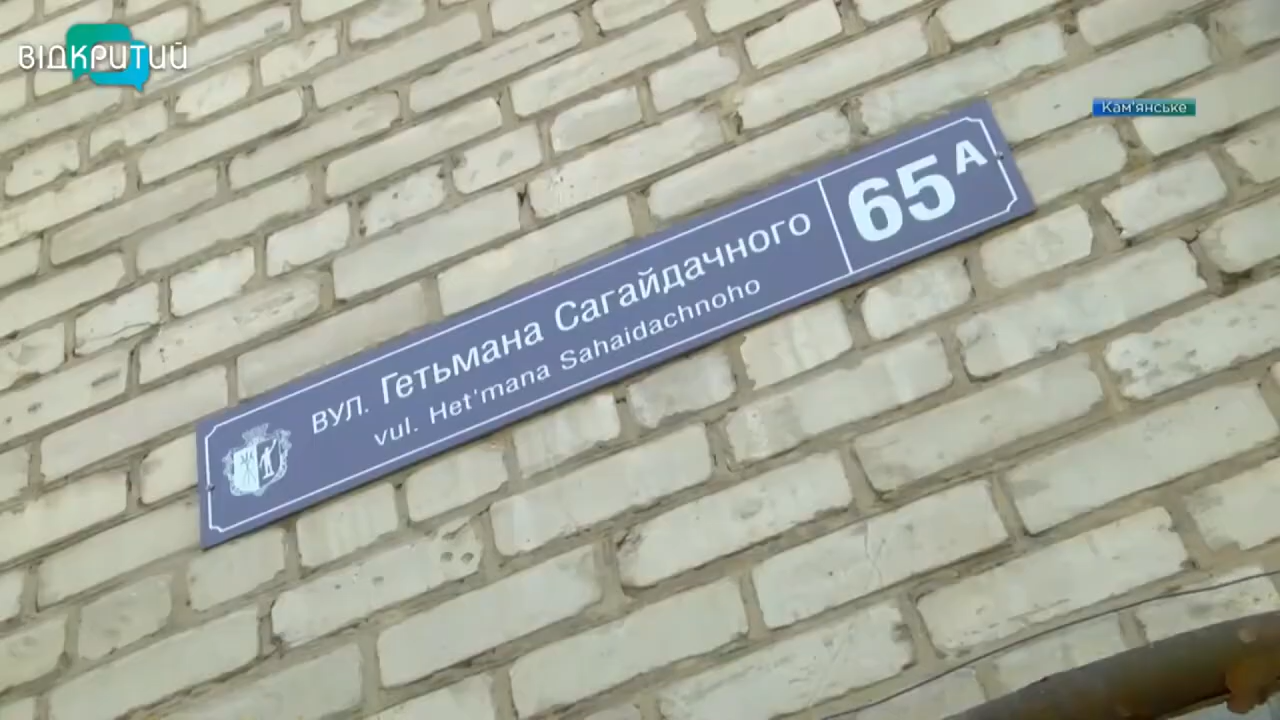 ВІДКРИТИЙ
Кам'янське
вул. Гетьмана Сагайдачного
vul. Het'mana Sahaidachnoho
65А